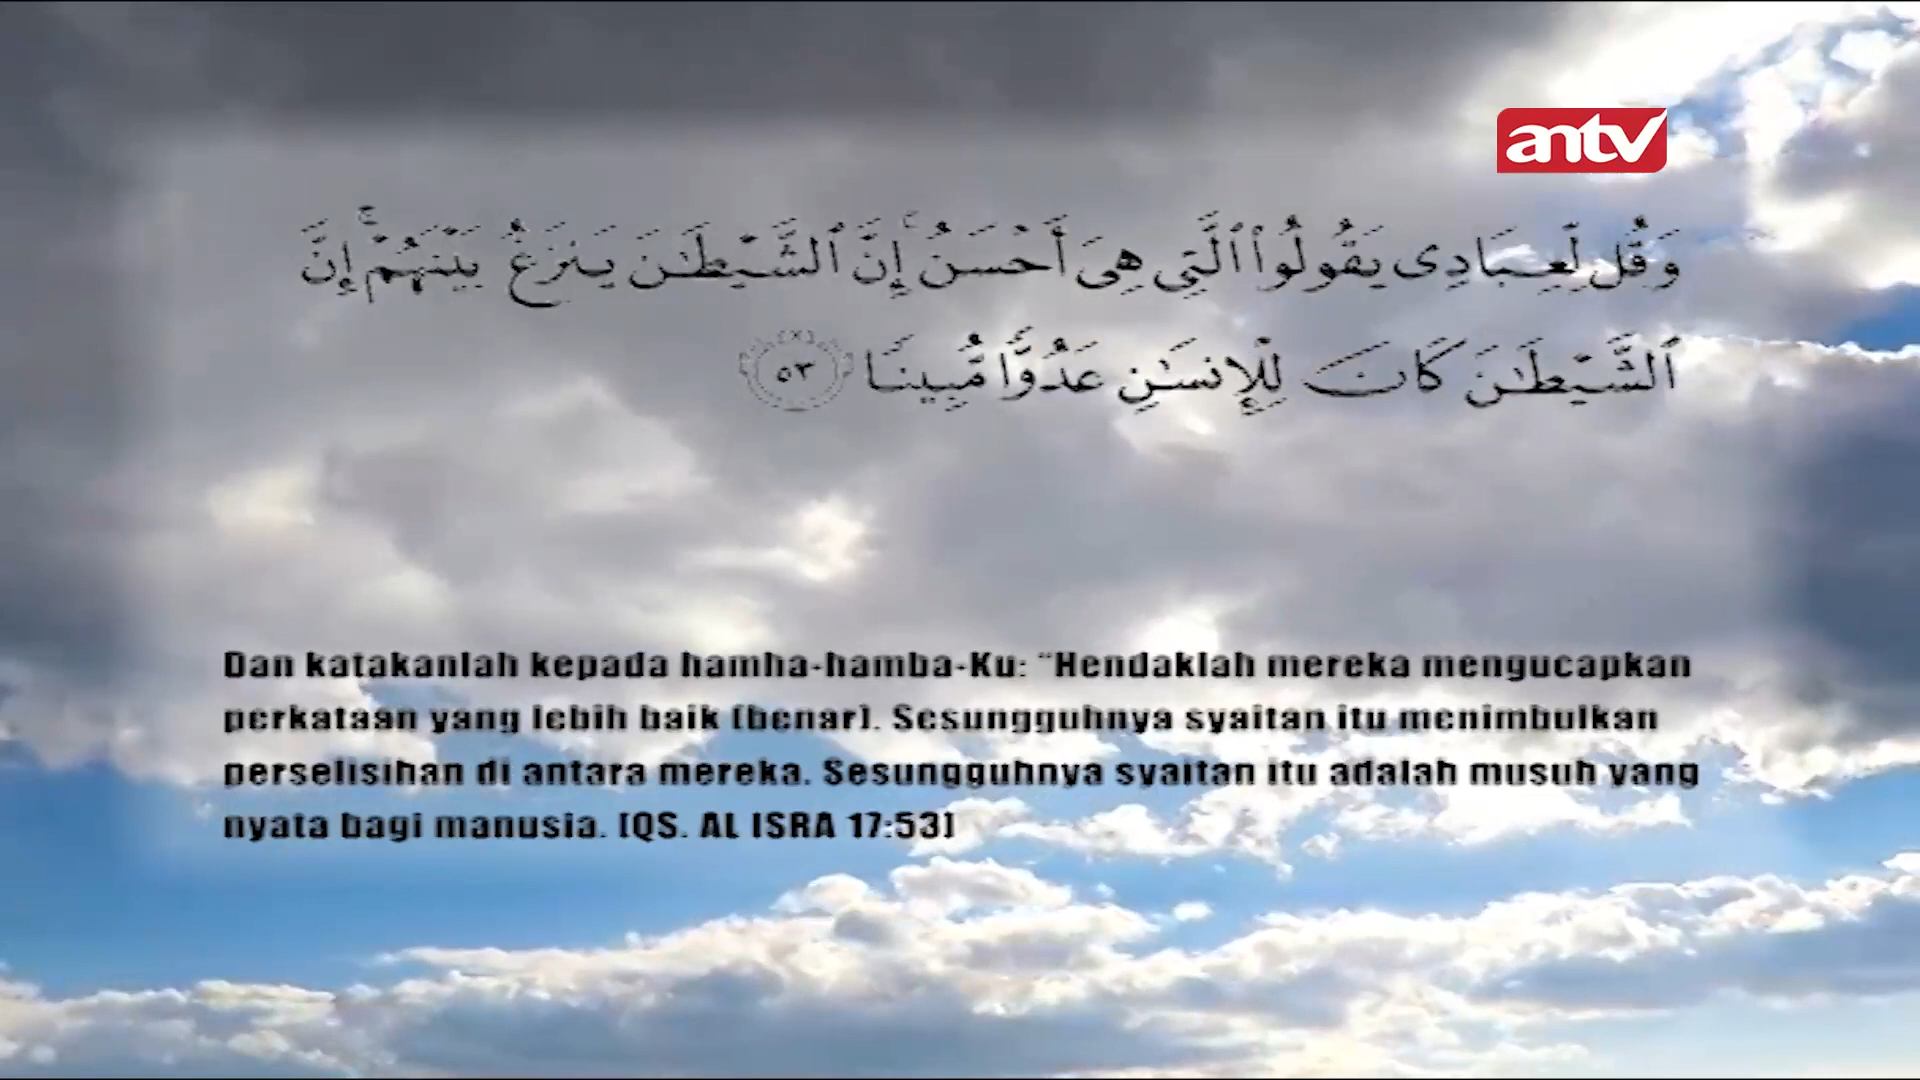 antv
وَقُل لِّعِبَادِى يَقُولُوا۟ ٱلَّتِى هِىَ أَحْسَنُ ۚ إِنَّ ٱلشَّيْطَـٰنَ يَنزَغُ بَيْنَهُمْ ۚ إِنَّ
ٱلشَّيْطَـٰنَ كَانَ لِلْإِنسَـٰنِ عَدُوًّا مُّبِينًا ٥٣
Dan katakanlah kepada hamha-hamba-Ku: "Hendaklah mereka mengucapkan
perkataan yang lebih baik (benar). Sesungguhnya syaitan itu menimbulkan
perselisihan di antara mereka. Sesungguhnya syaitan itu adalah musuh yang
nyata bagi manusia. [QS. AL ISRA 17:53]